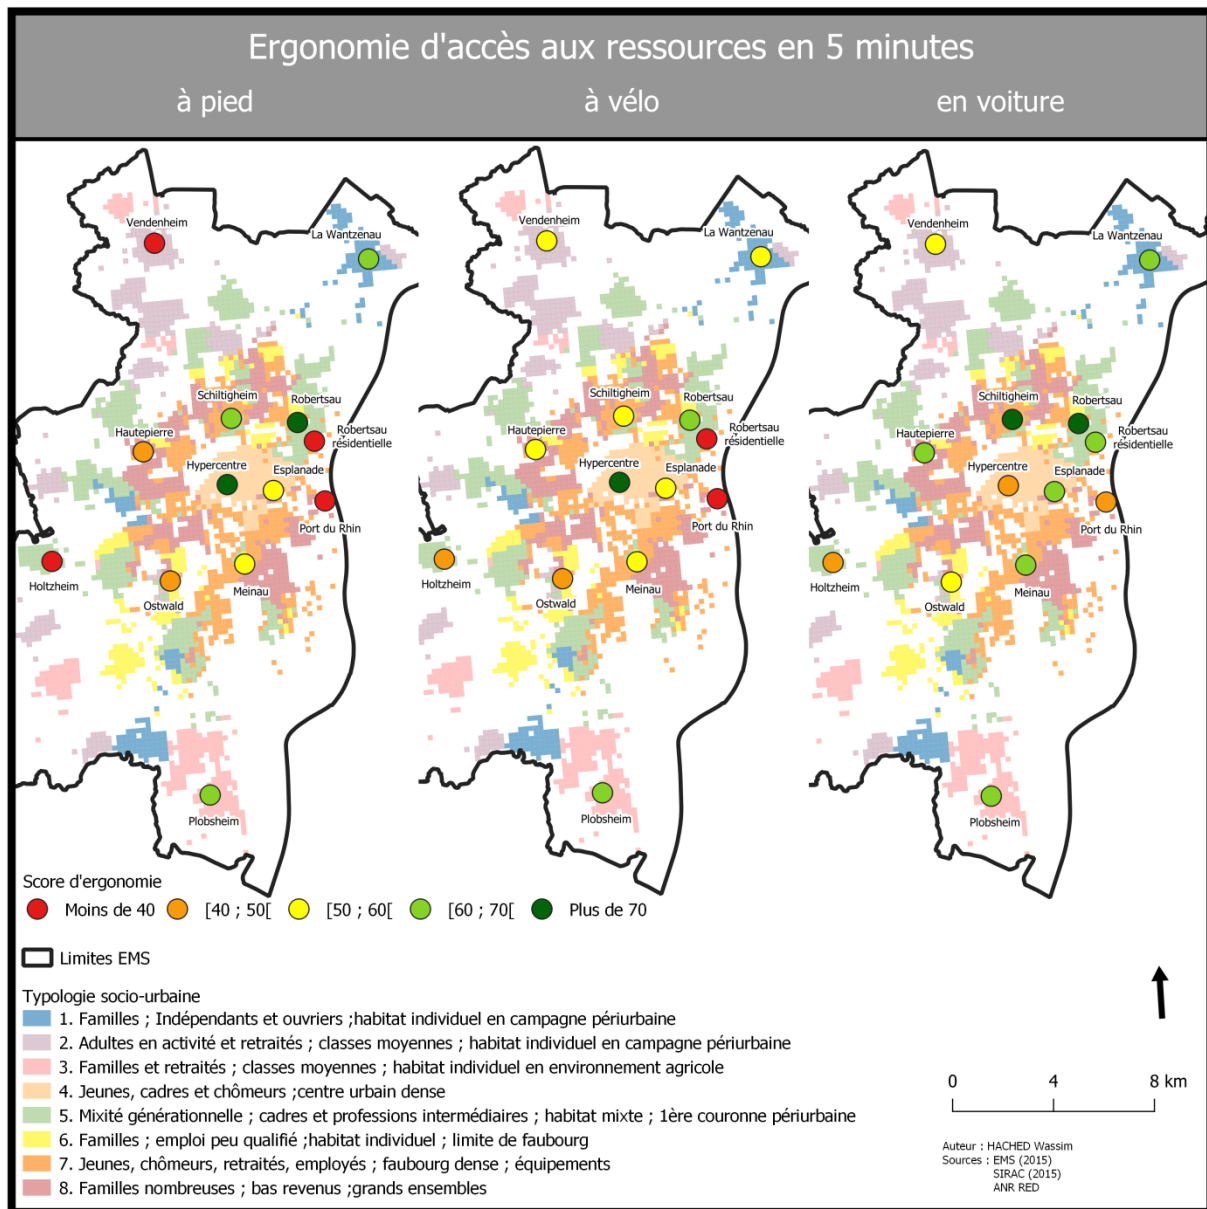 Ergonomie d'accès aux ressources en 5 minutes
à pied
à vélo
en voiture
Vendenheim
La Wantzenau
Schiltigheim
Robertsau
Robertsau
résidentielle
Hautepierre
Hypercentre
Esplanade
Port du Rhin
Holtzheim
Ostwald
Meinau
Plobsheim
Vendenheim
La Wantzenau
Schiltigheim
Robertsau
Robertsau
résidentielle
Hautepierre
Hypercentre
Esplanade
Port du Rhin
Holtzheim
Ostwald
Meinau
Plobsheim
Vendenheim
La Wantzenau
Schiltigheim
Robertsau
Robertsau
résidentielle
Hautepierre
Hypercentre
Esplanade
Port du Rhin
Holtzheim
Ostwald
Meinau
Plobsheim
Score d'ergonomie
Moins de 40 [40 ; 50[ [50 ; 60[ [60 ; 70[ Plus de 70
Limites EMS
Typologie socio-urbaine
1. Familles ; Indépendants et ouvriers ;habitat individuel en campagne périurbaine
2. Adultes en activité et retraités ; classes moyennes ; habitat individuel en campagne périurbaine
3. Familles et retraités ; classes moyennes ; habitat individuel en environnement agricole
4. Jeunes, cadres et chômeurs ;centre urbain dense
5. Mixité générationnelle ; cadres et professions intermédiaires ; habitat mixte ; 1ère couronne périurbaine
6. Familles ; emploi peu qualifié ;habitat individuel ; limite de faubourg
7. Jeunes, chômeurs, retraités, employés ; faubourg dense ; équipements
8. Familles nombreuses ; bas revenus ;grands ensembles
0 4 8 km
Auteur : HACHED Wassim
Sources : EMS (2015)
SIRAC (2015)
ANR RED